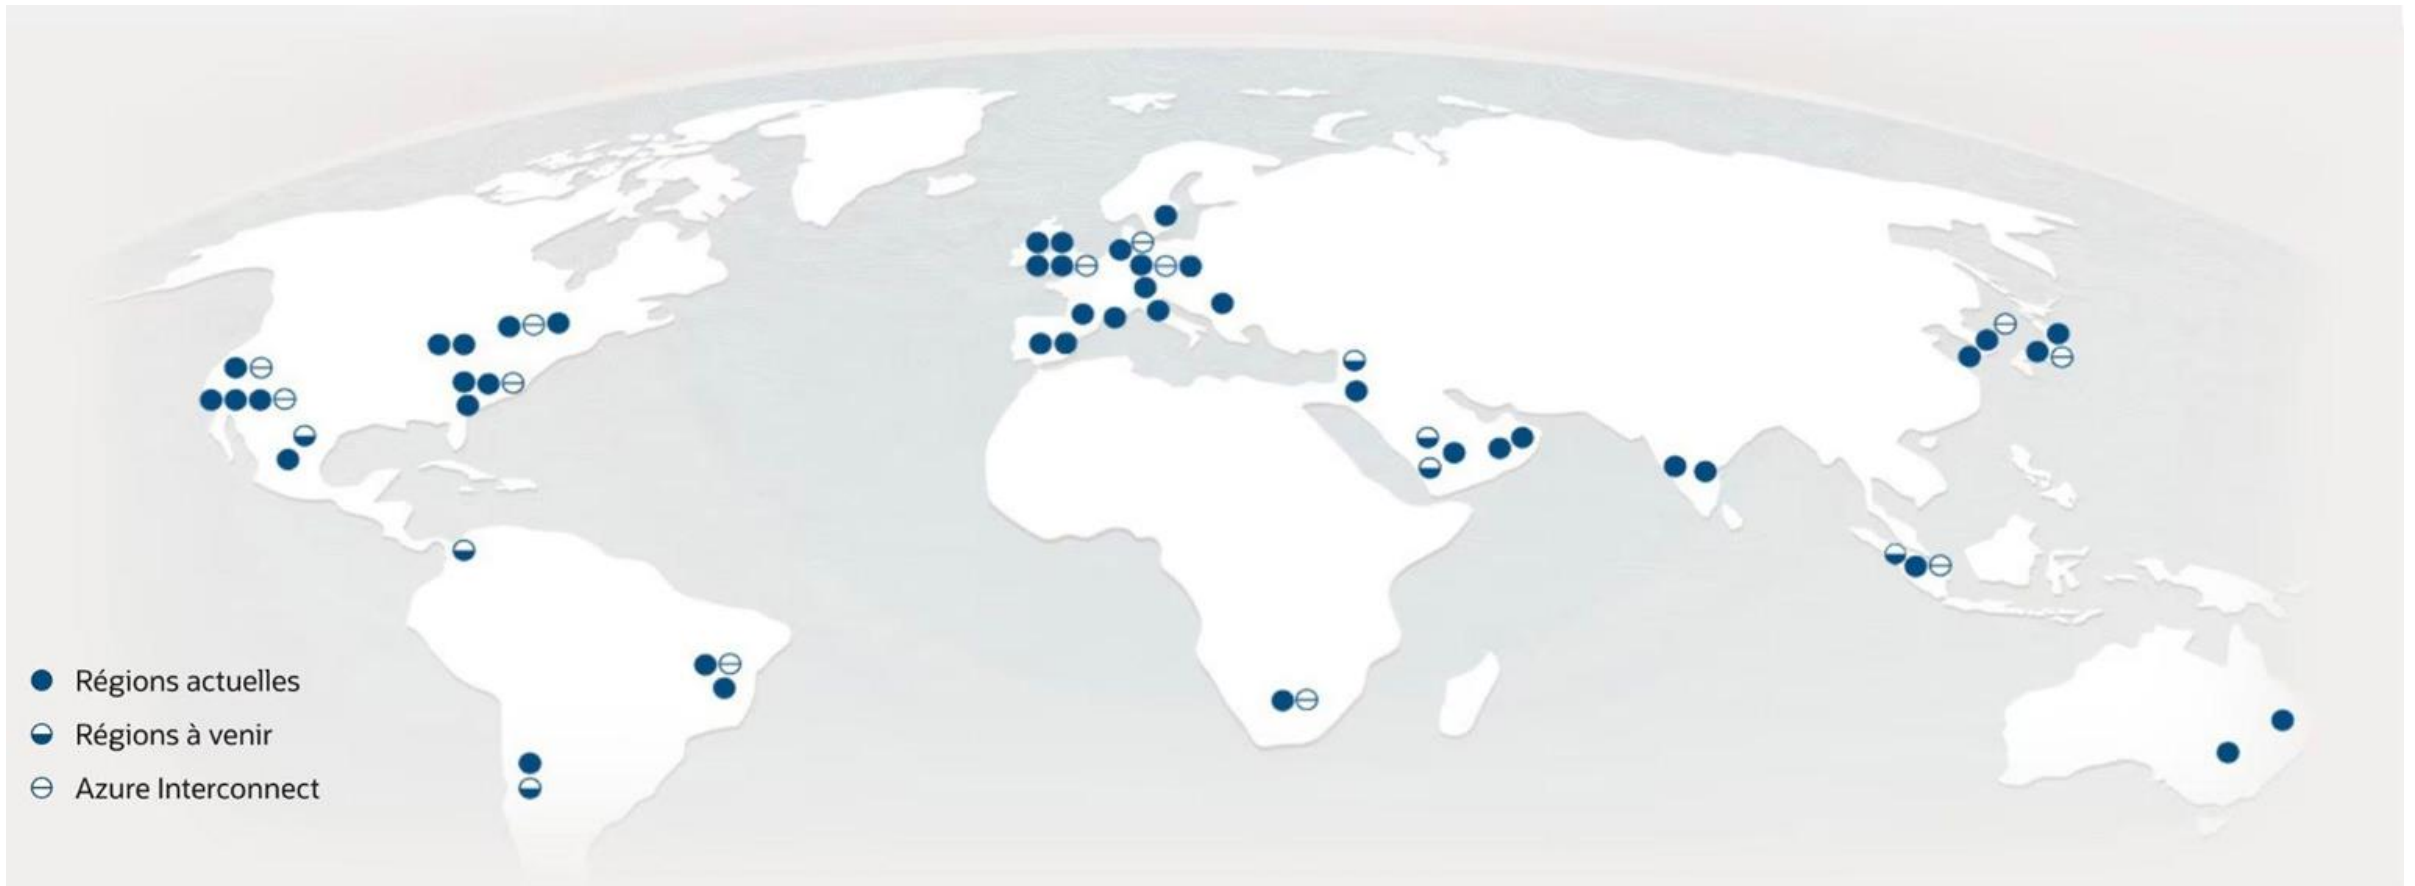 Régions actuelles
Régions à venir
Azure Interconnect